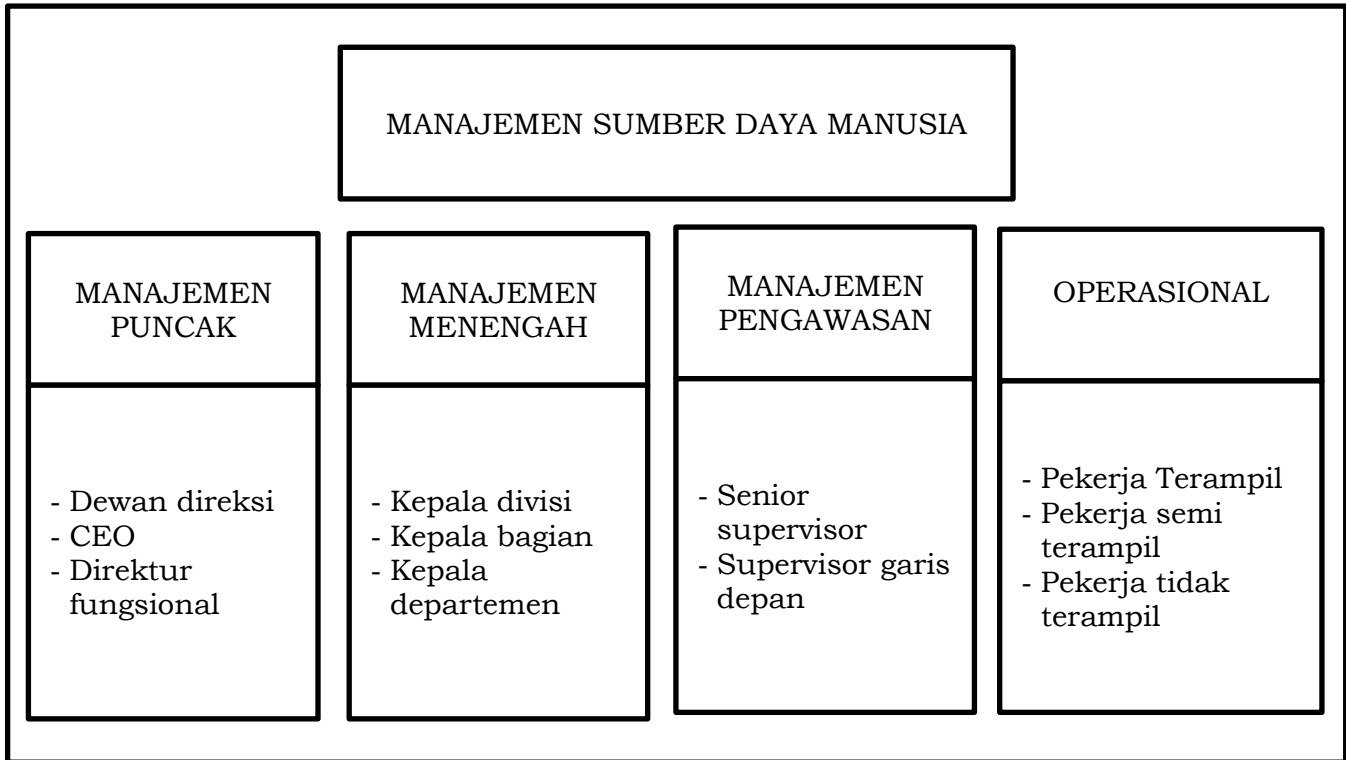 MANAJEMEN SUMBER DAYA MANUSIA
MANAJEMEN
PUNCAK
- Dewan direksi
- CEO
- Direktur
fungsional
MANAJEMEN
MENENGAH
- Kepala divisi
- Kepala bagian
- Kepala
departemen
MANAJEMEN
PENGAWASAN
- Senior
supervisor
- Supervisor garis
depan
OPERASIONAL
- Pekerja Terampil
- Pekerja semi
terampil
- Pekerja tidak
terampil